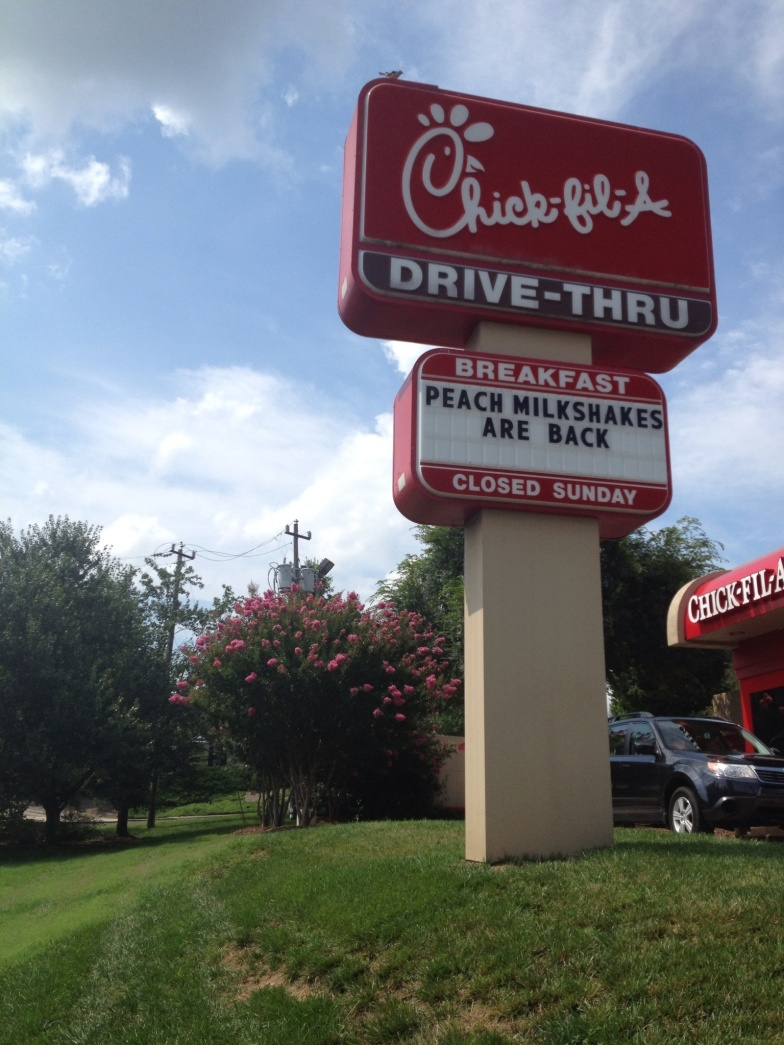 Chick-fil-A
DRIVE-THRU
BREAKFAST
PEACH MILKSHAKES
ARE BACK
CLOSED SUNDAY
CHICK-FIL-A